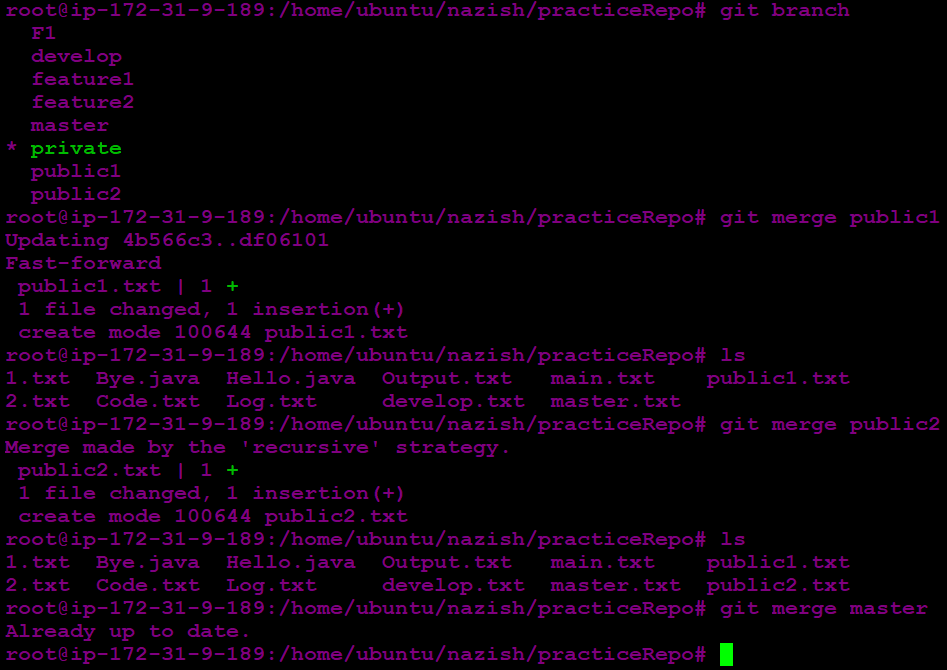 root@ip-172-31-9-189:/home/ubuntu/nazish/practiceRepo# git branch
  F1
  develop
  feature1
  feature2
  master
* private
  public1
  public2
root@ip-172-31-9-189:/home/ubuntu/nazish/practiceRepo# git merge public1
Updating 4b566c3..df06101
Fast-forward
 public1.txt | 1 +
 1 file changed, 1 insertion(+)
 create mode 100644 public1.txt
root@ip-172-31-9-189:/home/ubuntu/nazish/practiceRepo# ls
1.txt  Bye.java  Hello.java  Output.txt   main.txt    public1.txt
2.txt  Code.txt  Log.txt     develop.txt  master.txt
root@ip-172-31-9-189:/home/ubuntu/nazish/practiceRepo# git merge public2
Merge made by the 'recursive' strategy.
 public2.txt | 1 +
 1 file changed, 1 insertion(+)
 create mode 100644 public2.txt
root@ip-172-31-9-189:/home/ubuntu/nazish/practiceRepo# ls
1.txt  Bye.java  Hello.java  Output.txt   main.txt    public1.txt
2.txt  Code.txt  Log.txt     develop.txt  master.txt  public2.txt
root@ip-172-31-9-189:/home/ubuntu/nazish/practiceRepo# git merge master
Already up to date.
root@ip-172-31-9-189:/home/ubuntu/nazish/practiceRepo#